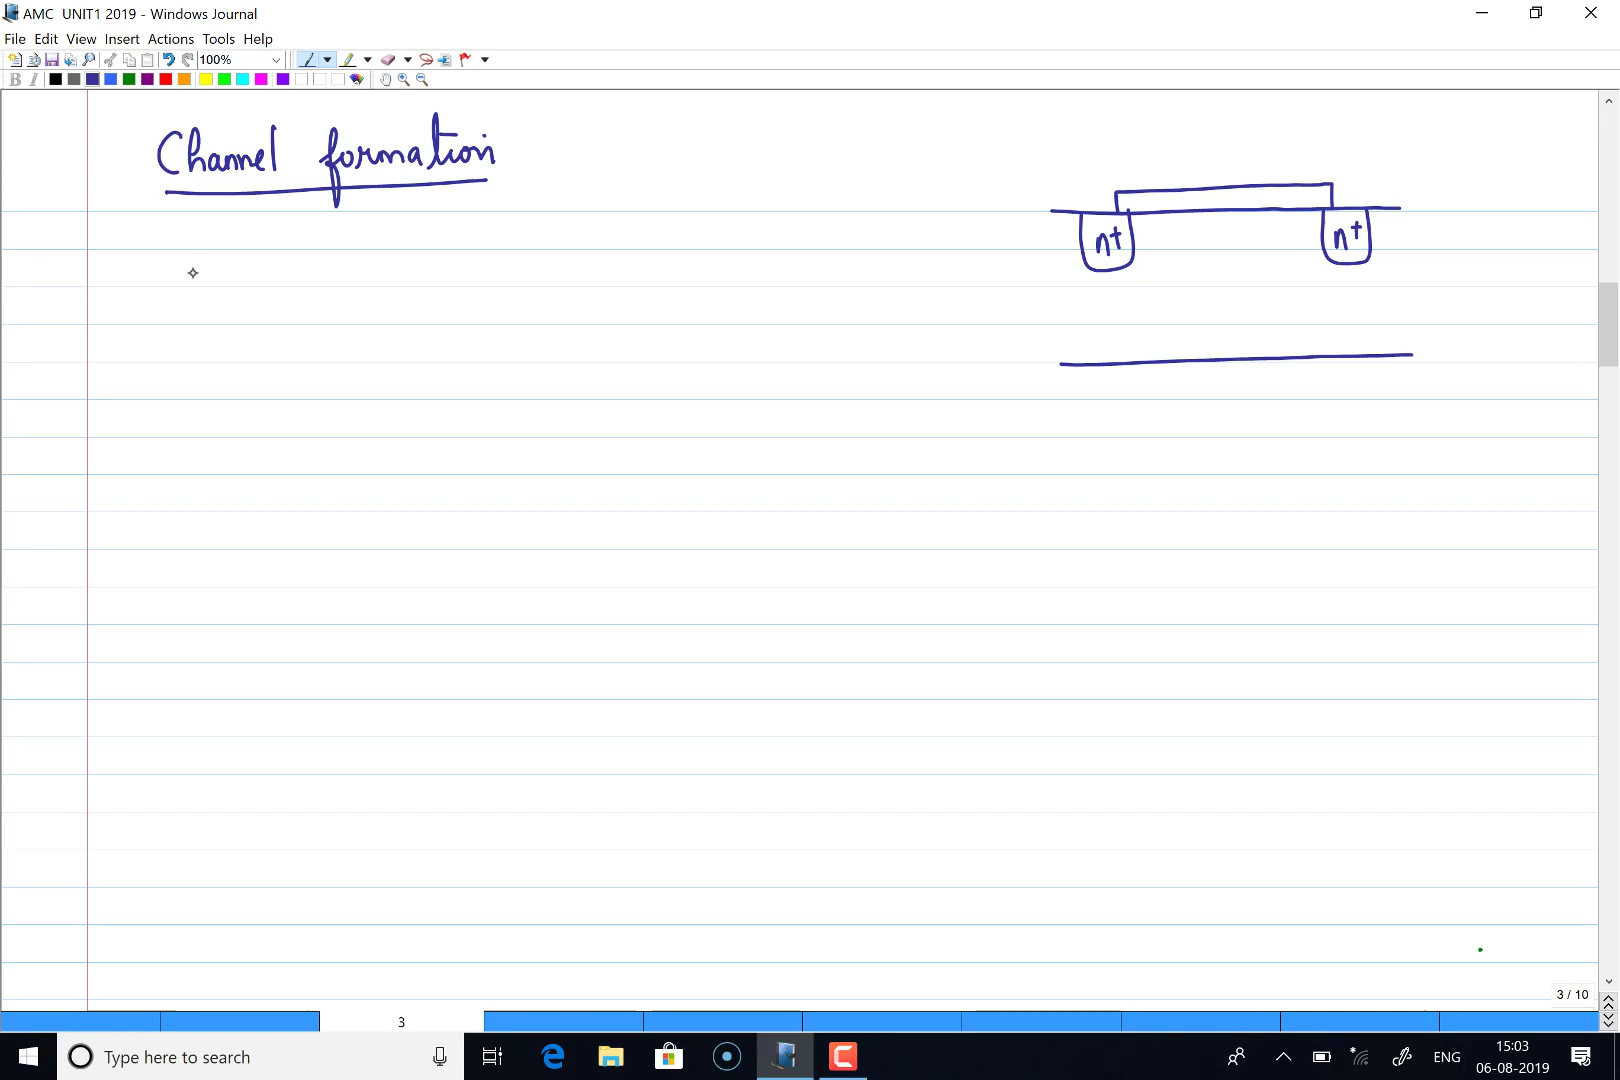 AMC UNIT1 2019 - Windows Journal
File Edit View Insert Actions Tools Help
100%
B I
Channel formation
n+ n+
3 / 10
3
Type here to search
ENG
15:03
06-08-2019